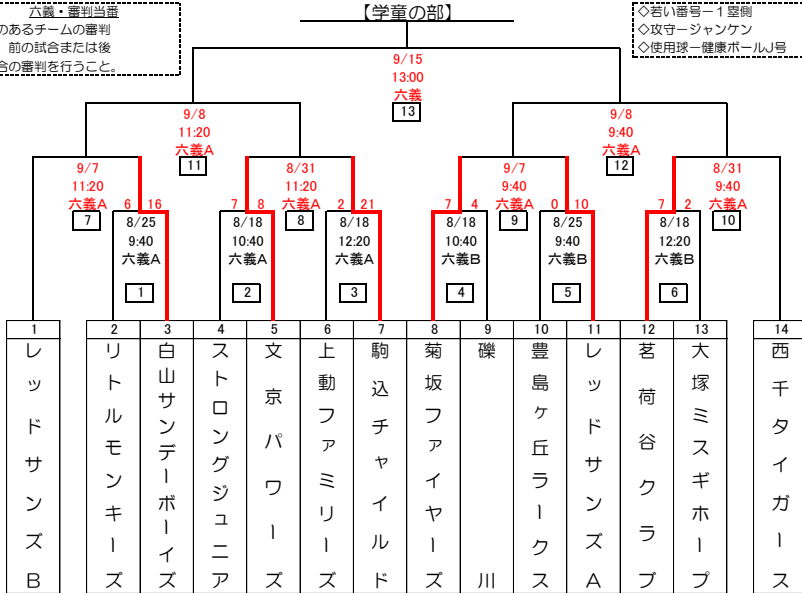 六義・審判当番
のあるチームの審判
前の試合または後
合の審判を行うこと。
【学童の部】
◇若い番号－1塁側
◇攻守－ジャンケン
◇使用球－健康ボールJ号
9/15
13:00
六義
13
9/8
11:20
六義A
11
9/8
9:40
六義A
12
9/7
11:20
六義A
7
8/31
11:20
六義A
8
9/7
9:40
六義A
9
8/31
9:40
六義A
10
6 16
7 8
2 21
7 4
0 10
7 2
8/25
9:40
六義A
1
8/18
10:40
六義A
2
8/18
12:20
六義A
3
8/18
10:40
六義B
4
8/25
9:40
六義B
5
8/18
12:20
六義B
6
1
レッドサンズB
2
リトルモンキーズ
3
白山サンデーボーイズ
4
ストロングジュニア
5
文京パワーズ
6
上動ファミリーズ
7
駒込チャイルド
8
菊坂ファイヤーズ
9
礫川
10
豊島ヶ丘ラークス
11
レッドサンズA
12
茗荷谷クラブ
13
大塚ミスギホープ
14
西千タイガース